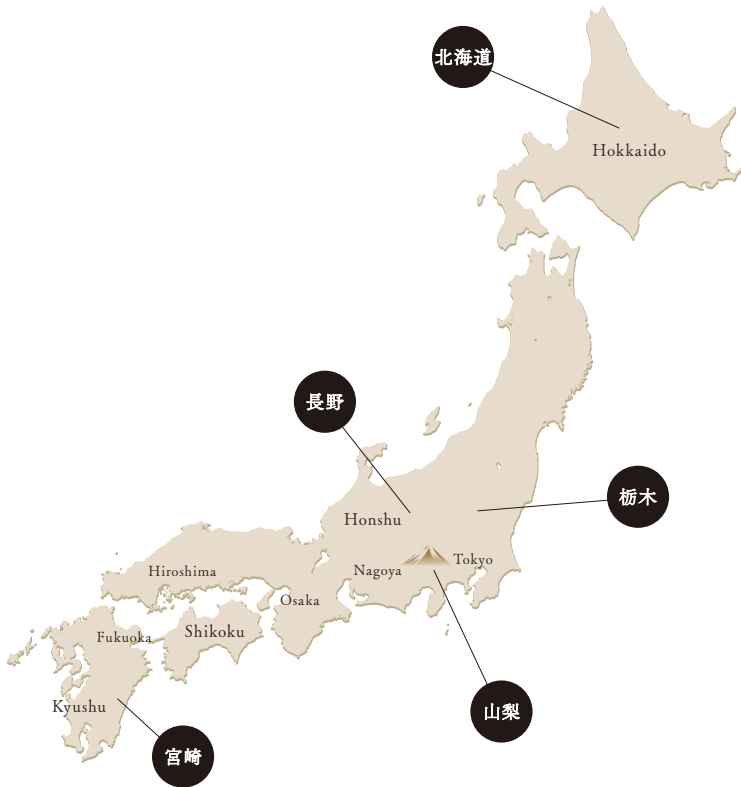 北海道
Hokkaido
長野
栃木
Honshu
Tokyo
Nagoya
Hiroshima
Osaka
Shikoku
Fukuoka
Kyushu
山梨
宮崎